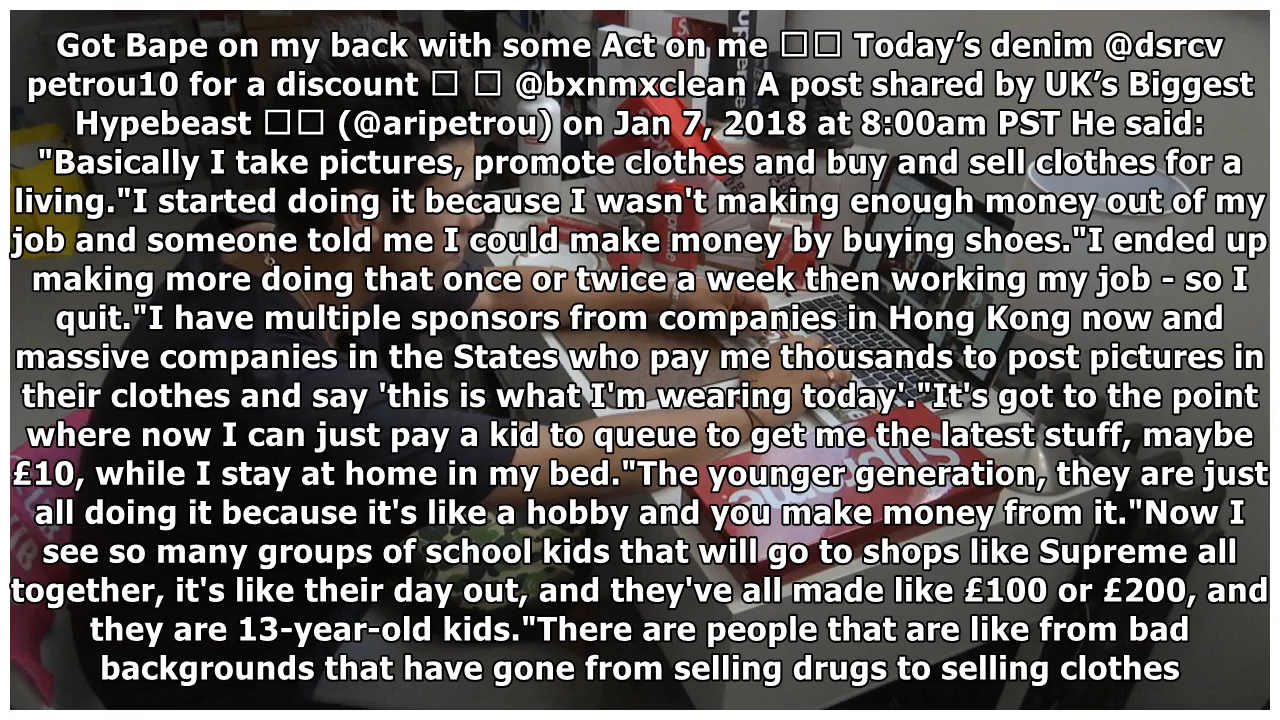 Got Bape on my back with some Act on me □□ Today’s denim @dsrcv
petrou10 for a discount □ □ @bxnmxclean A post shared by UK’s Biggest
Hypebeast □□ (@aripetrou) on Jan 7, 2018 at 8:00am PST He said:
"Basically I take pictures, promote clothes and buy and sell clothes for a
living."I started doing it because I wasn't making enough money out of my
job and someone told me I could make money by buying shoes."I ended up
making more doing that once or twice a week then working my job - so I
quit."I have multiple sponsors from companies in Hong Kong now and
massive companies in the States who pay me thousands to post pictures in
their clothes and say 'this is what I'm wearing today'."It's got to the point
where now I can just pay a kid to queue to get me the latest stuff, maybe
£10, while I stay at home in my bed."The younger generation, they are just
all doing it because it's like a hobby and you make money from it."Now I
see so many groups of school kids that will go to shops like Supreme all
together, it's like their day out, and they've all made like £100 or £200, and
they are 13-year-old kids."There are people that are like from bad
backgrounds that have gone from selling drugs to selling clothes
Supreme